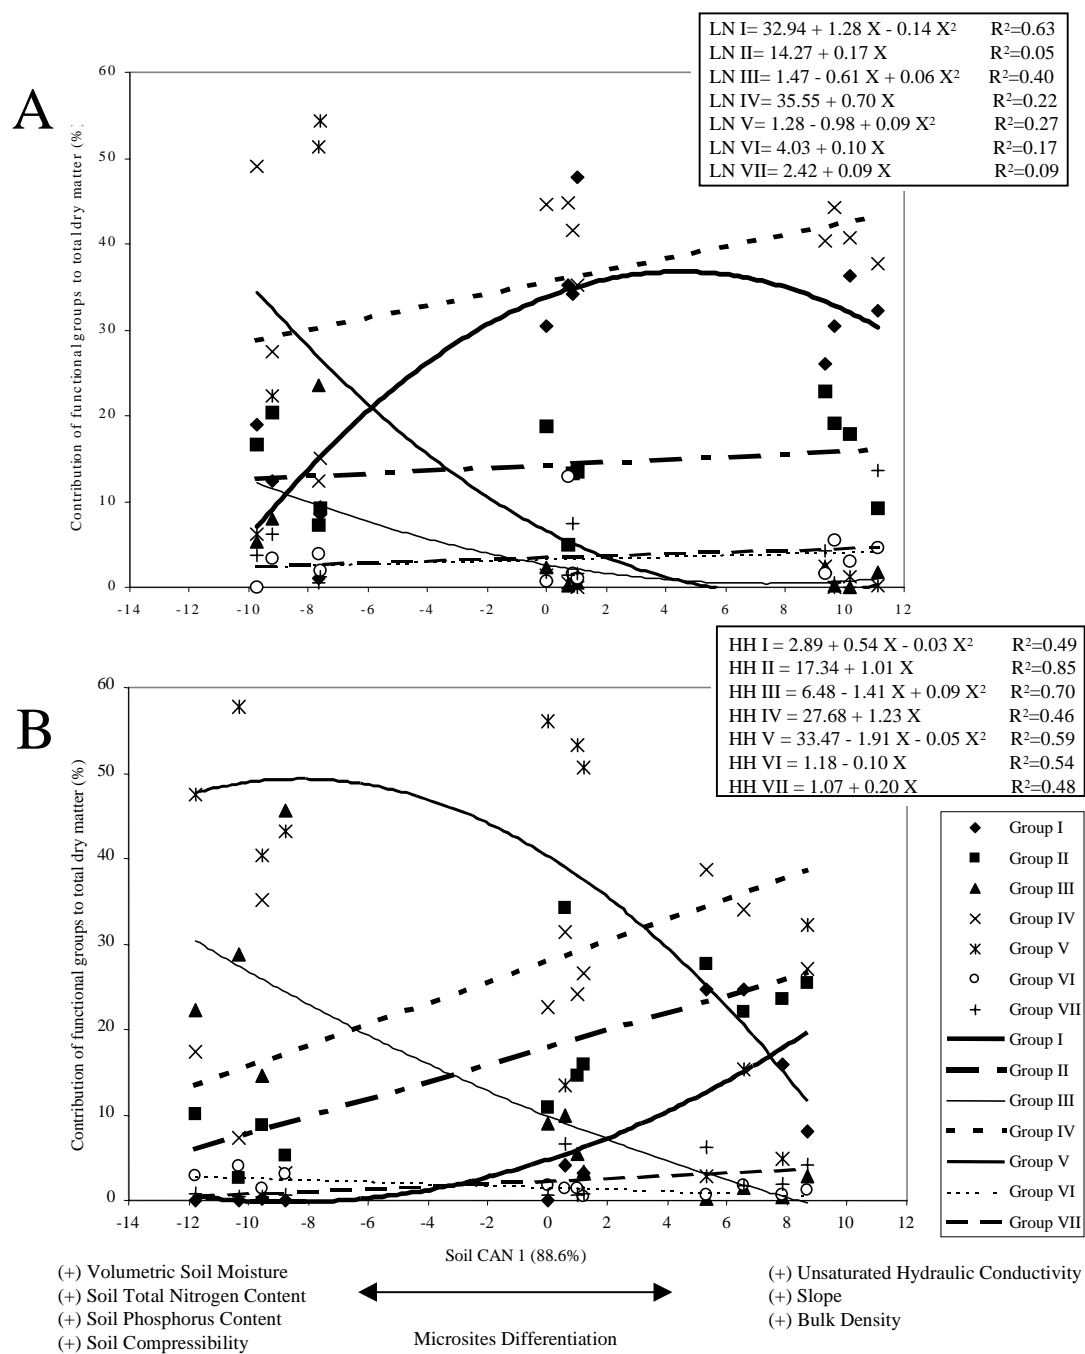 LN I= 32.94 + 1.28 X - 0.14 X² R²=0.63
LN II= 14.27 + 0.17 X R²=0.05
LN III= 1.47 - 0.61 X + 0.06 X² R²=0.40
LN IV= 35.55 + 0.70 X R²=0.22
LN V= 1.28 - 0.98 + 0.09 X² R²=0.27
LN VI= 4.03 + 0.10 X R²=0.17
LN VII= 2.42 + 0.09 X R²=0.09
A
Contribution of functional groups to total dry matter (%)
60
50
40
30
20
10
0
-14 -12 -10 -8 -6 -4 -2 0 2 4 6 8 10 12
HH I = 2.89 + 0.54 X - 0.03 X² R²=0.49
HH II = 17.34 + 1.01 X R²=0.85
HH III = 6.48 - 1.41 X + 0.09 X² R²=0.70
HH IV = 27.68 + 1.23 X R²=0.46
HH V = 33.47 - 1.91 X - 0.05 X² R²=0.59
HH VI = 1.18 - 0.10 X R²=0.54
HH VII = 1.07 + 0.20 X R²=0.48
B
Contribution of functional groups to total dry matter (%)
60
50
40
30
20
10
0
-14 -12 -10 -8 -6 -4 -2 0 2 4 6 8 10 12
Soil CAN 1 (88.6%)
Group I
Group II
Group III
Group IV
Group V
Group VI
Group VII
Group I
Group II
Group III
Group IV
Group V
Group VI
Group VII
(+) Volumetric Soil Moisture
(+) Soil Total Nitrogen Content
(+) Soil Phosphorus Content
(+) Soil Compressibility
Microsites Differentiation
(+) Unsaturated Hydraulic Conductivity
(+) Slope
(+) Bulk Density